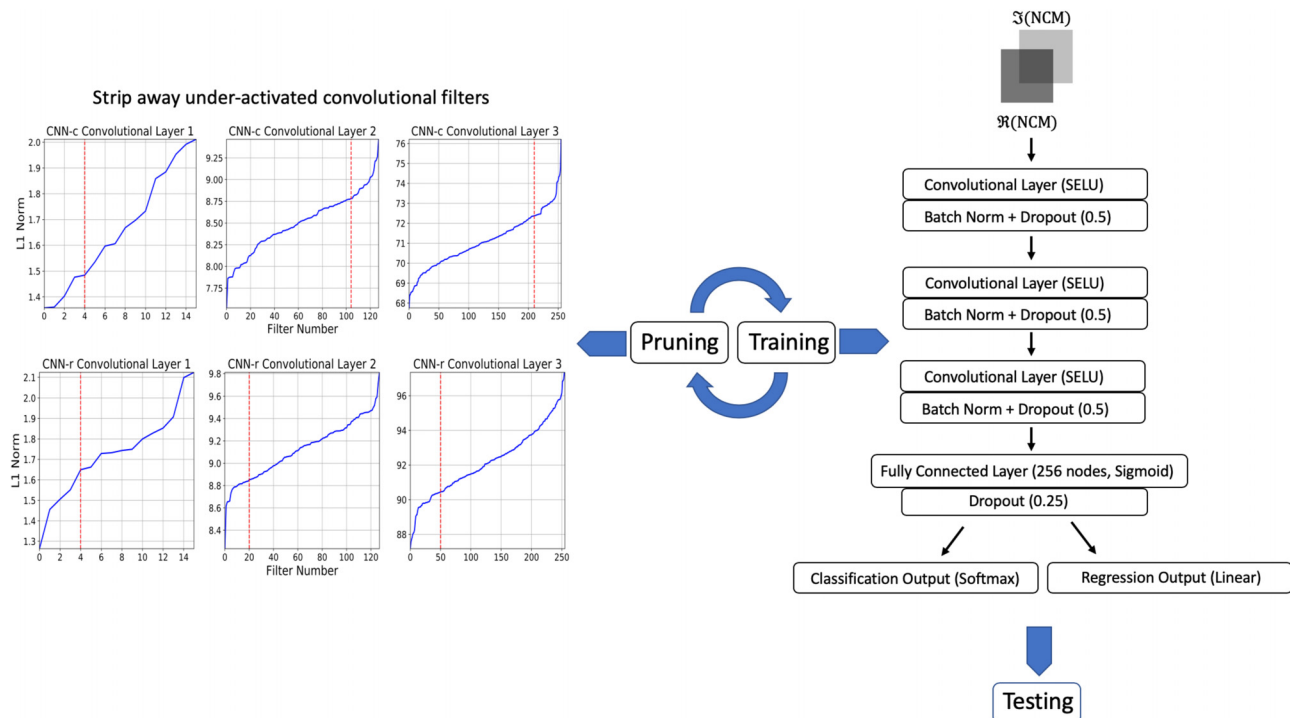 Strip away under-activated convolutional filters
CNN-c Convolutional Layer 1
CNN-c Convolutional Layer 2
CNN-c Convolutional Layer 3
L1 Norm
2.0
1.9
1.8
1.7
1.6
1.5
1.4
0 2 4 6 8 10 12 14
9.25
9.00
8.75
8.50
8.25
8.00
7.75
0 20 40 60 80 100 120
Filter Number
76
75
74
73
72
71
70
69
68
0 50 100 150 200 250
CNN-r Convolutional Layer 1
CNN-r Convolutional Layer 2
CNN-r Convolutional Layer 3
L1 Norm
2.1
2.0
1.9
1.8
1.7
1.6
1.5
1.4
1.3
0 2 4 6 8 10 12 14
9.8
9.6
9.4
9.2
9.0
8.8
8.6
8.4
0 20 40 60 80 100 120
Filter Number
96
94
92
90
88
0 50 100 150 200 250
Pruning
Training
ℑ(NCM)
ℜ(NCM)
Convolutional Layer (SELU)
Batch Norm + Dropout (0.5)
Convolutional Layer (SELU)
Batch Norm + Dropout (0.5)
Convolutional Layer (SELU)
Batch Norm + Dropout (0.5)
Fully Connected Layer (256 nodes, Sigmoid)
Dropout (0.25)
Classification Output (Softmax)
Regression Output (Linear)
Testing